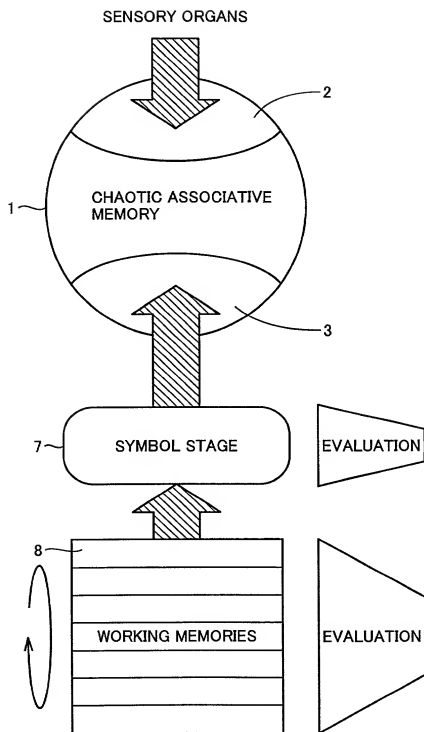 SENSORY ORGANS
2
CHAOTIC ASSOCIATIVE
MEMORY
1
3
7
SYMBOL STAGE
EVALUATION
8
WORKING MEMORIES
EVALUATION